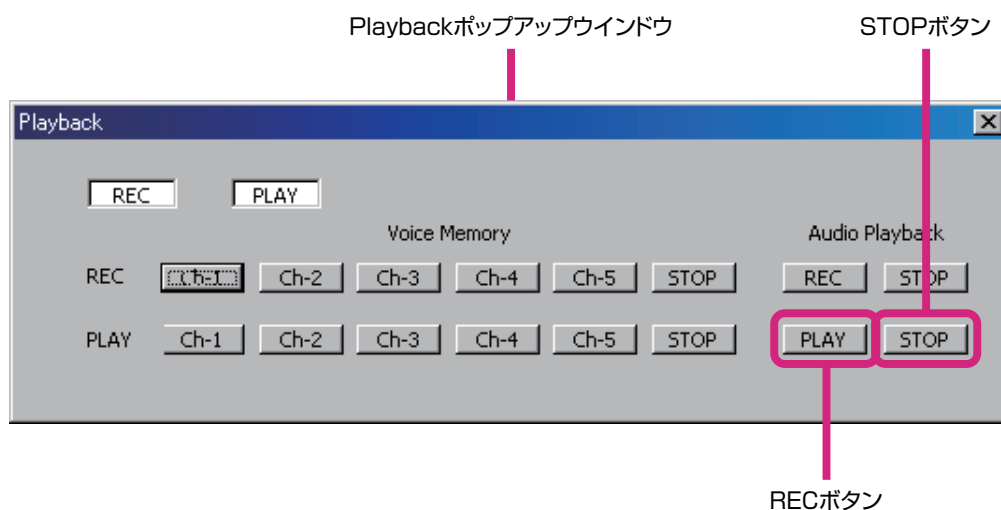 Playbackポップアップウインドウ STOPボタン
Playback
REC PLAY
Voice Memory Audio Playback
REC Ch-1 Ch-2 Ch-3 Ch-4 Ch-5 STOP REC STOP
PLAY Ch-1 Ch-2 Ch-3 Ch-4 Ch-5 STOP PLAY STOP
RECボタン